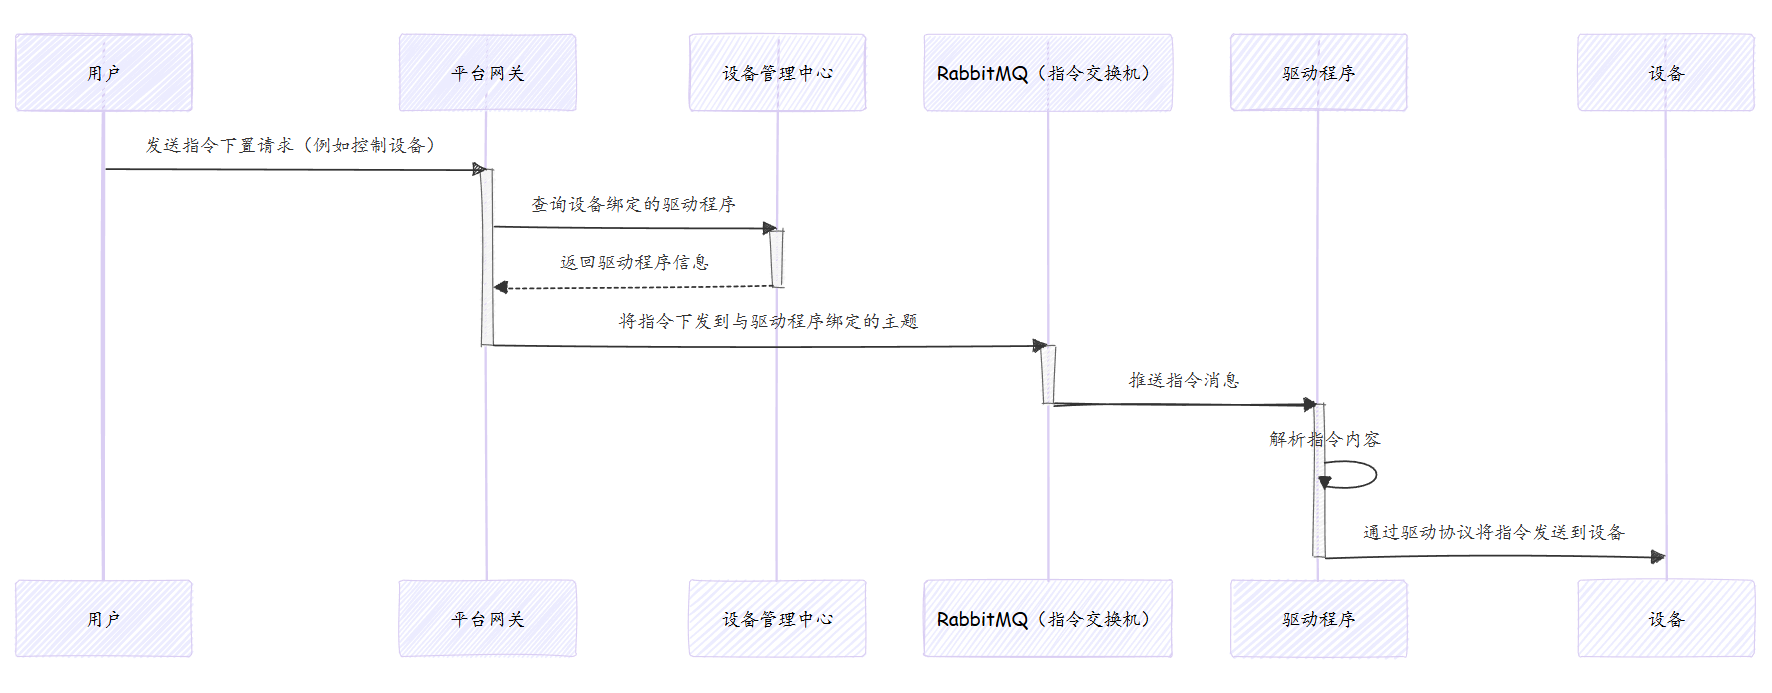 用户
平台网关
设备管理中心
RabbitMQ（指令交换机）
驱动程序
设备
发送指令下置请求（例如控制设备）
查询设备绑定的驱动程序
返回驱动程序信息
将指令下发到与驱动程序绑定的主题
推送指令消息
解析指令内容
通过驱动协议将指令发送到设备
用户
平台网关
设备管理中心
RabbitMQ（指令交换机）
驱动程序
设备